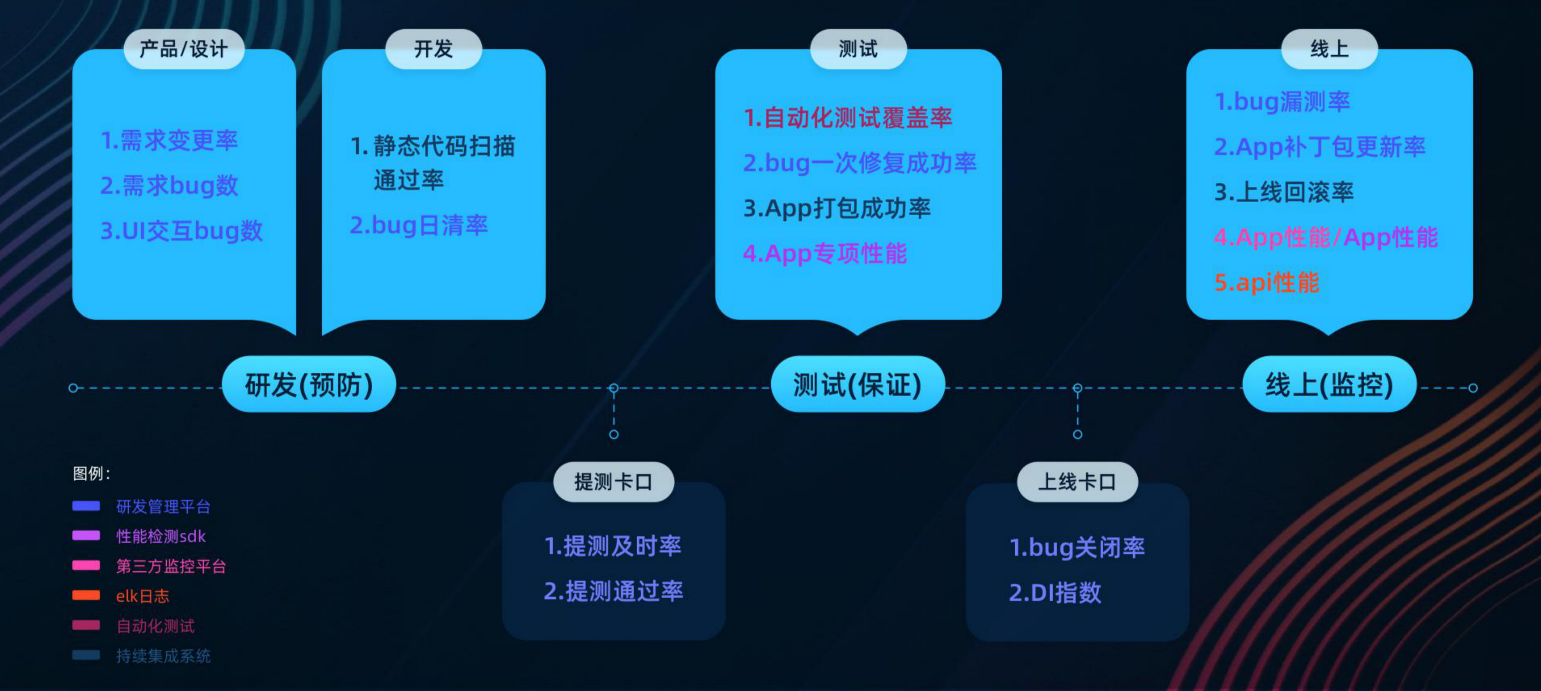 产品/设计
1.需求变更率
2.需求bug数
3.UI交互bug数
开发
1.静态代码扫描
通过率
2.bug日清率
测试
1.自动化测试覆盖率
2.bug一次修复成功率
3.App打包成功率
4.App专项性能
线上
1.bug漏测率
2.App补丁包更新率
3.上线回滚率
4.App性能/App性能
5.api性能
研发(预防)
测试(保证)
线上(监控)
提测卡口
1.提测及时率
2.提测通过率
上线卡口
1.bug关闭率
2.DI指数
图例:
研发管理平台
性能检测sdk
第三方监控平台
elk日志
自动化测试
持续集成系统